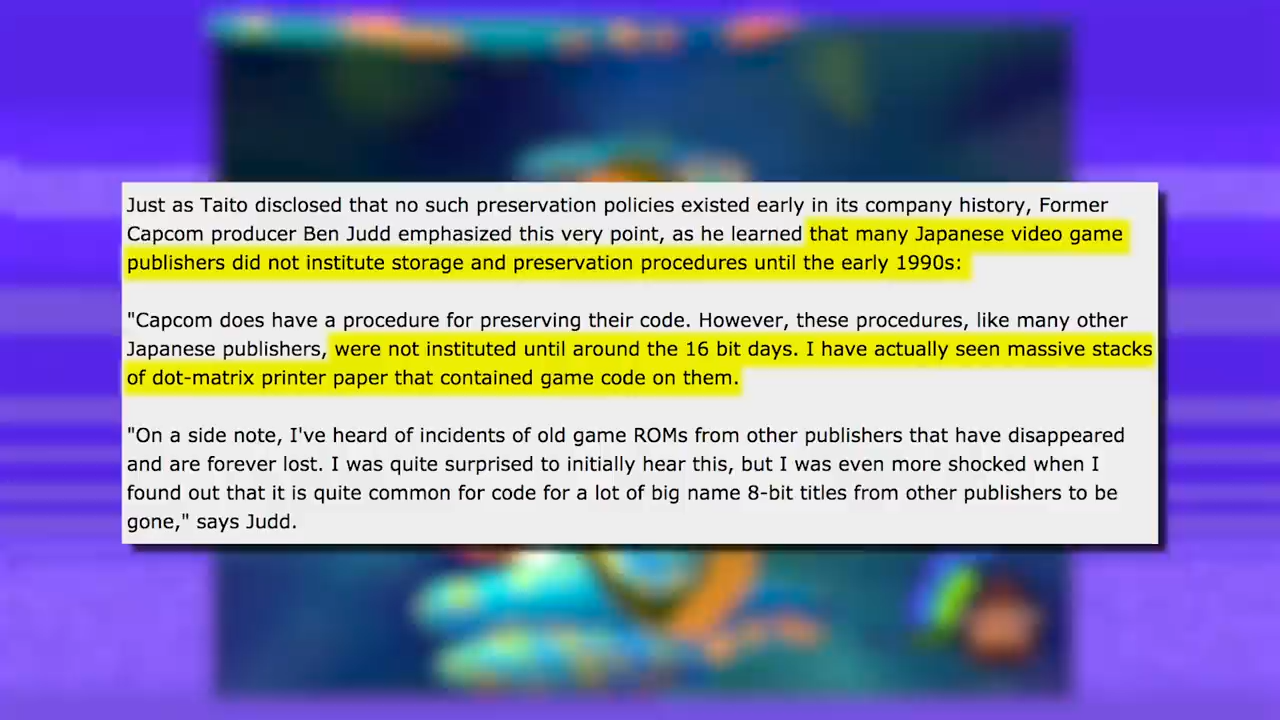 Just as Taito disclosed that no such preservation policies existed early in its company history, Former
Capcom producer Ben Judd emphasized this very point, as he learned that many Japanese video game
publishers did not institute storage and preservation procedures until the early 1990s:
"Capcom does have a procedure for preserving their code. However, these procedures, like many other
Japanese publishers, were not instituted until around the 16 bit days. I have actually seen massive stacks
of dot-matrix printer paper that contained game code on them.
"On a side note, I've heard of incidents of old game ROMs from other publishers that have disappeared
and are forever lost. I was quite surprised to initially hear this, but I was even more shocked when I
found out that it is quite common for code for a lot of big name 8-bit titles from other publishers to be
gone," says Judd.